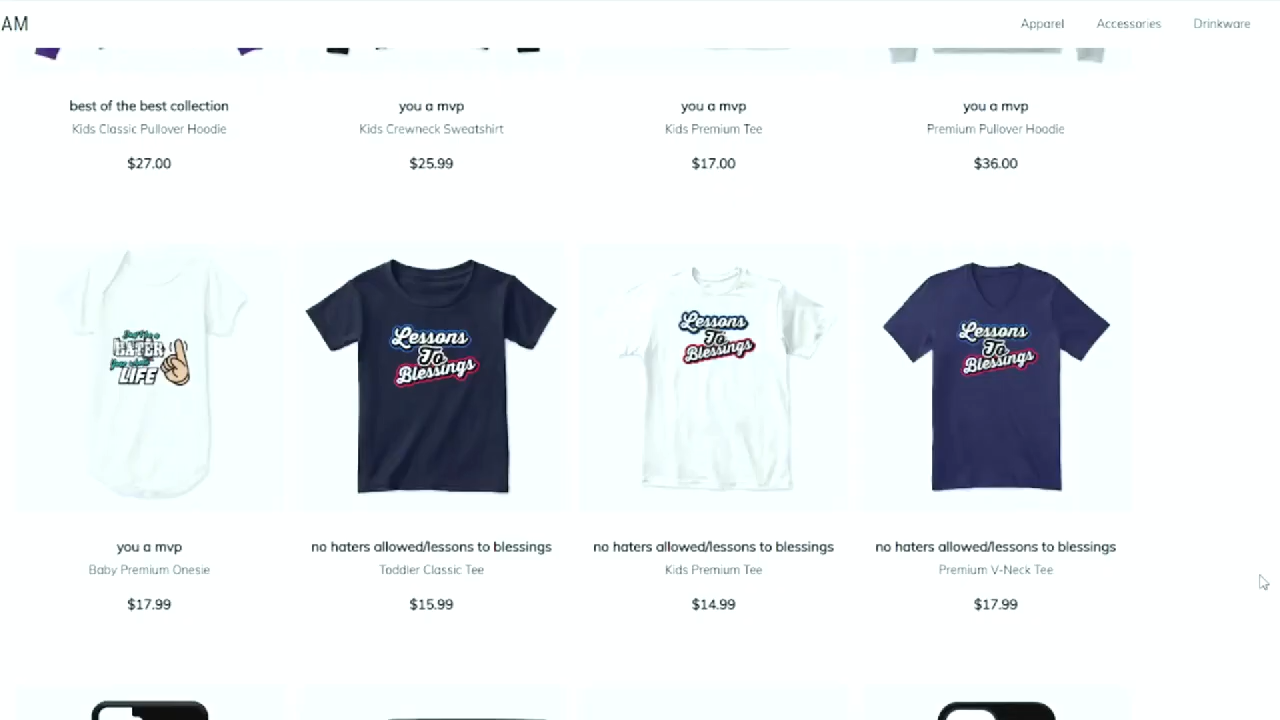 AM
Apparel
Accessories
Drinkware
best of the best collection
Kids Classic Pullover Hoodie
$27.00
you a mvp
Kids Crewneck Sweatshirt
$25.99
you a mvp
Kids Premium Tee
$17.00
you a mvp
Premium Pullover Hoodie
$36.00
HATER
LIFE
Lessons
To
Blessings
Lessons
To
Blessings
Lessons
To
Blessings
you a mvp
Baby Premium Onesie
$17.99
no haters allowed/lessons to blessings
Toddler Classic Tee
$15.99
no haters allowed/lessons to blessings
Kids Premium Tee
$14.99
no haters allowed/lessons to blessings
Premium V-Neck Tee
$17.99